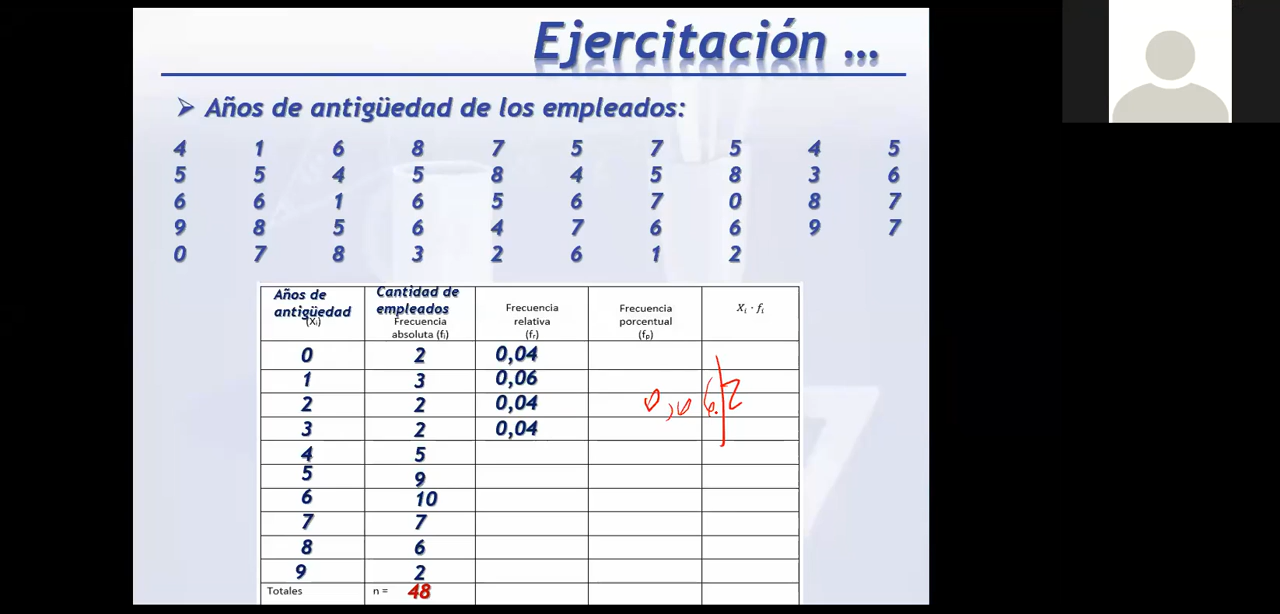 Ejercitación ...
➢ Años de antigüedad de los empleados:
4 1 6 8 7 5 7 5 4 5
5 5 4 5 8 4 5 8 3 6
6 6 1 6 5 6 7 0 8 7
9 8 5 6 4 7 6 6 9 7
0 7 8 3 2 6 1 2
Años de antigüedad (Xᵢ) Cantidad de empleados Frecuencia absoluta (fᵢ) Frecuencia relativa (fᵣ) Frecuencia porcentual (fₚ) Xᵢ · fᵢ
0 2 0,04
1 3 0,06
2 2 0,04
3 2 0,04
4 5
5 9
6 10
7 7
8 6
9 2
Totales n = 48
0,06|2